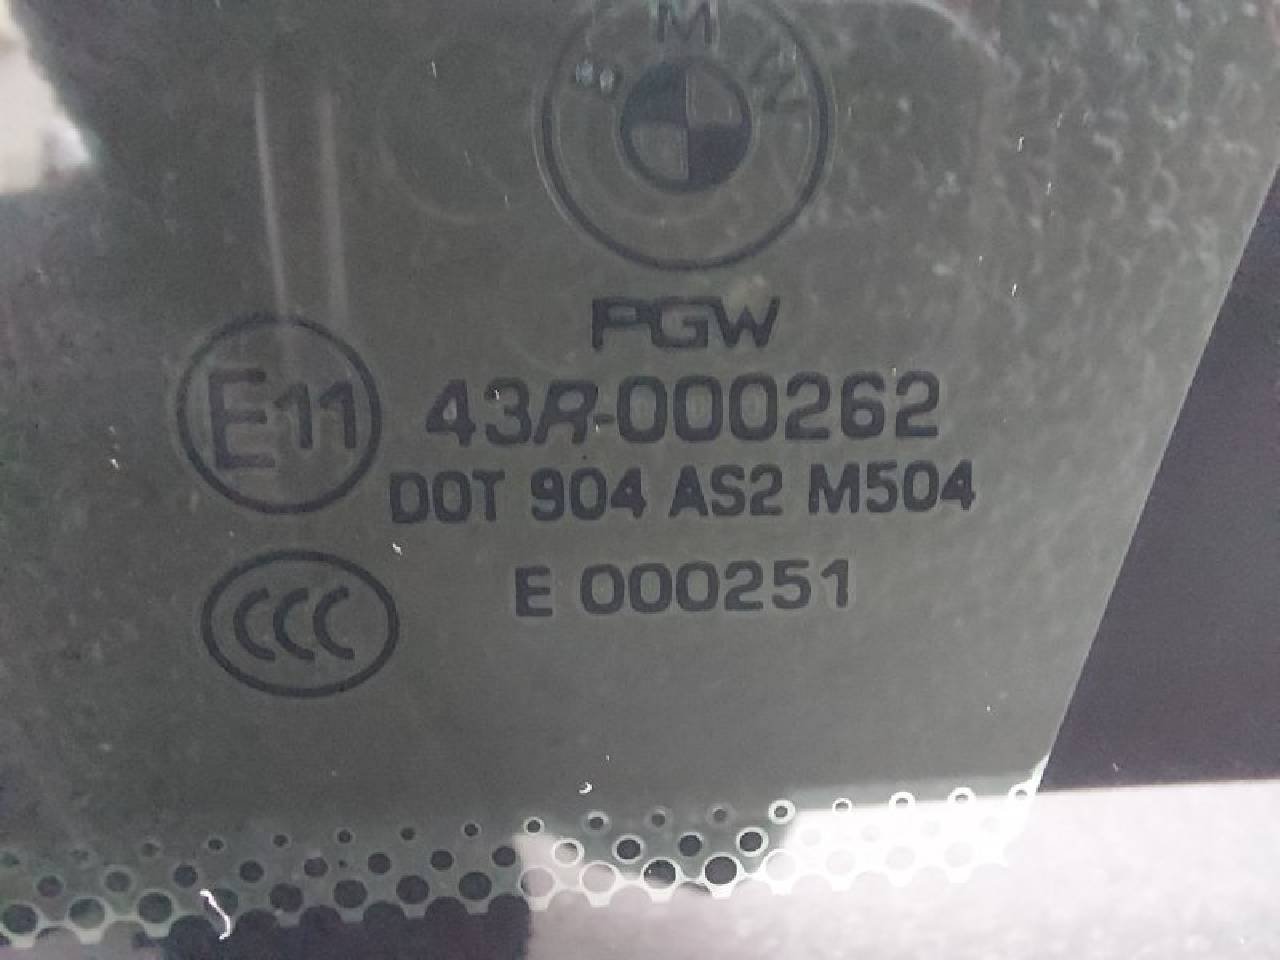 BMW
PGW
E11 43R-000262
DOT 904 AS2 M504
CCC E 000251